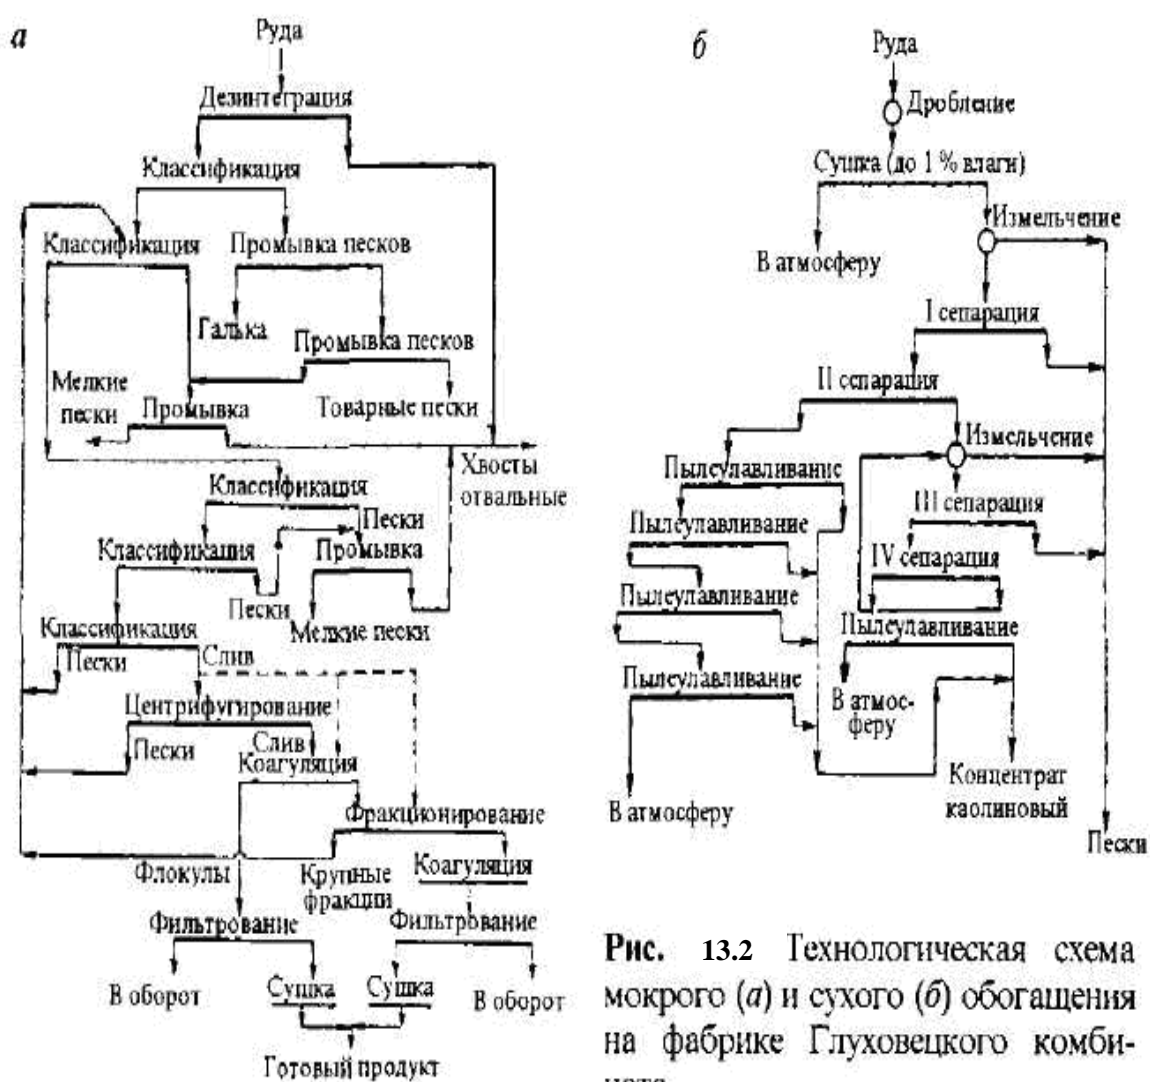 а
Руда
Дезинтеграция
Классификация
Классификация
Промывка песков
Галька
Промывка песков
Мелкие
пески
Промывка
Товарные пески
Хвосты
отвальные
Классификация
Пески
Классификация
Промывка
Пески
Мелкие пески
Классификация
Пески
Слив
Центрифугирование
Пески
Слив
Коагуляция
Фракционирование
Флокулы
Крупные
фракции
Коагуляция
Фильтрование
Фильтрование
В оборот
Сушка
Сушка
В оборот
Готовый продукт
б
Руда
Дробление
Сушка (до 1 % влаги)
Измельчение
В атмосферу
I сепарация
II сепарация
Измельчение
Пылеулавливание
III сепарация
Пылеулавливание
IV сепарация
Пылеулавливание
Пылеулавливание
Пылеулавливание
В атмос-
феру
В атмосферу
Концентрат
каолиновый
Пески
Рис. 13.2 Технологическая схема
мокрого (а) и сухого (б) обогащения
на фабрике Глуховецкого комби-